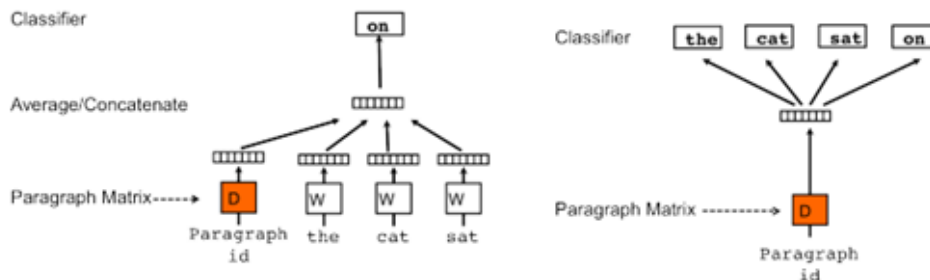 Classifier
on
Average/Concatenate
Paragraph Matrix
D W W W
Paragraph the cat sat
id
Classifier
the cat sat on
Paragraph Matrix
D
Paragraph
id